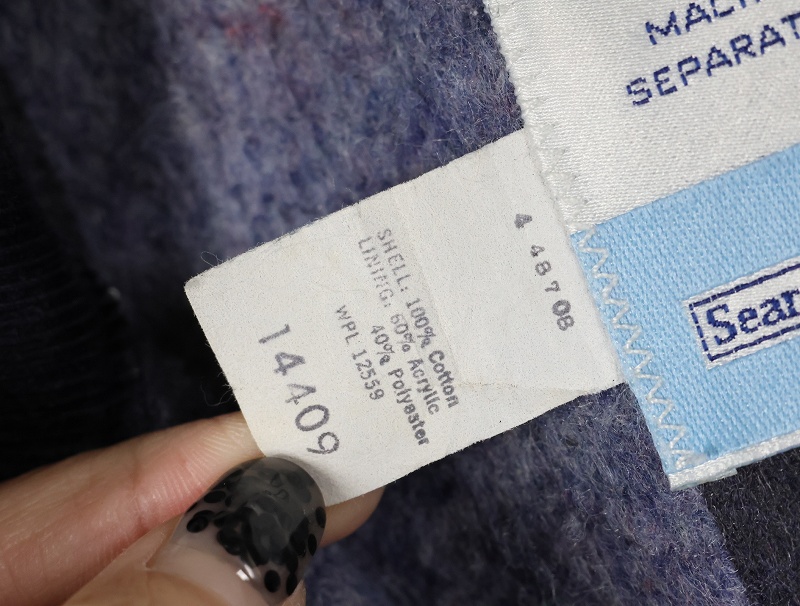 MACH
SEPARAT
Sear
4 48708
SHELL: 100% Cotton
LINING: 60% Acrylic
40% Polyester
WPL 12559
14409